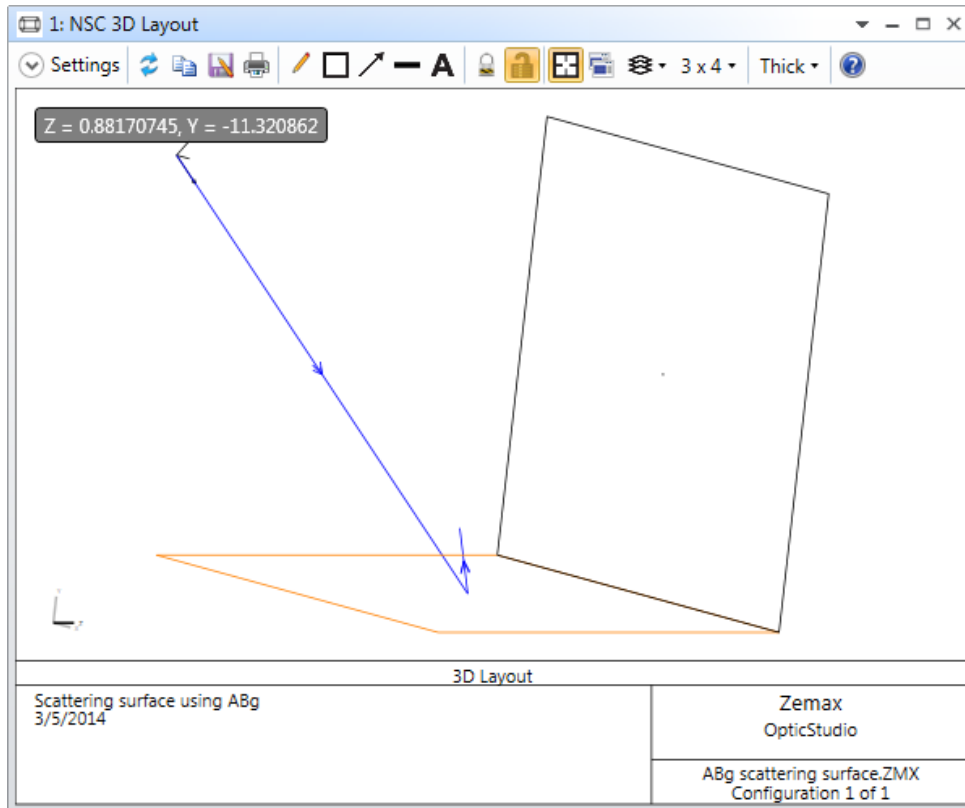 1: NSC 3D Layout
Settings A 3 x 4 Thick ?
Z = 0.88170745, Y = -11.320862
3D Layout
Scattering surface using ABg
3/5/2014
Zemax
OpticStudio
ABg scattering surface.ZMX
Configuration 1 of 1